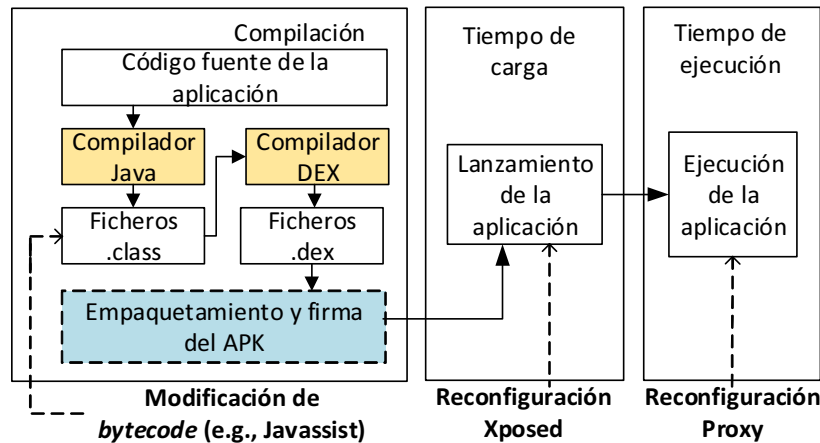 Compilación
Código fuente de la
aplicación
Compilador
Java
Compilador
DEX
Ficheros
.class
Ficheros
.dex
Empaquetamiento y firma
del APK
Modificación de
bytecode (e.g., Javassist)
Tiempo de
carga
Lanzamiento
de la
aplicación
Reconfiguración
Xposed
Tiempo de
ejecución
Ejecución
de la
aplicación
Reconfiguración
Proxy